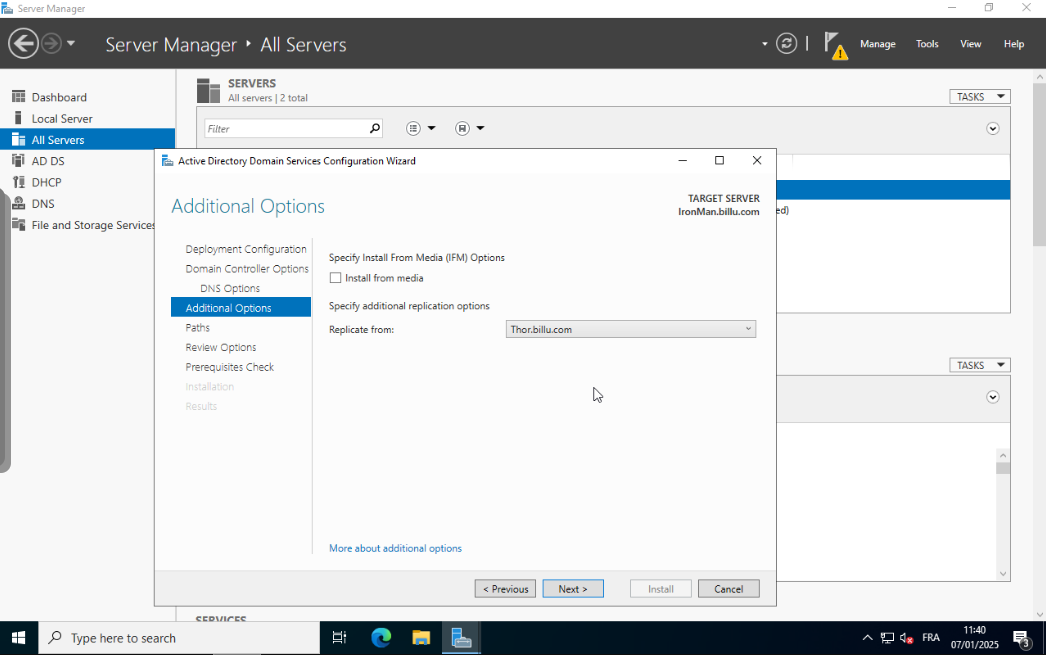 Server Manager
Server Manager ‣ All Servers
Manage Tools View Help
Dashboard
Local Server
All Servers
AD DS
DHCP
DNS
File and Storage Services
SERVERS
All servers | 2 total
TASKS
Filter
ed)
TASKS
SERVICES
Active Directory Domain Services Configuration Wizard
Additional Options
TARGET SERVER
IronMan.billu.com
Deployment Configuration
Domain Controller Options
DNS Options
Additional Options
Paths
Review Options
Prerequisites Check
Installation
Results
Specify Install From Media (IFM) Options
Install from media
Specify additional replication options
Replicate from: Thor.billu.com
More about additional options
< Previous Next > Install Cancel
Type here to search
FRA
11:40
07/01/2025
3